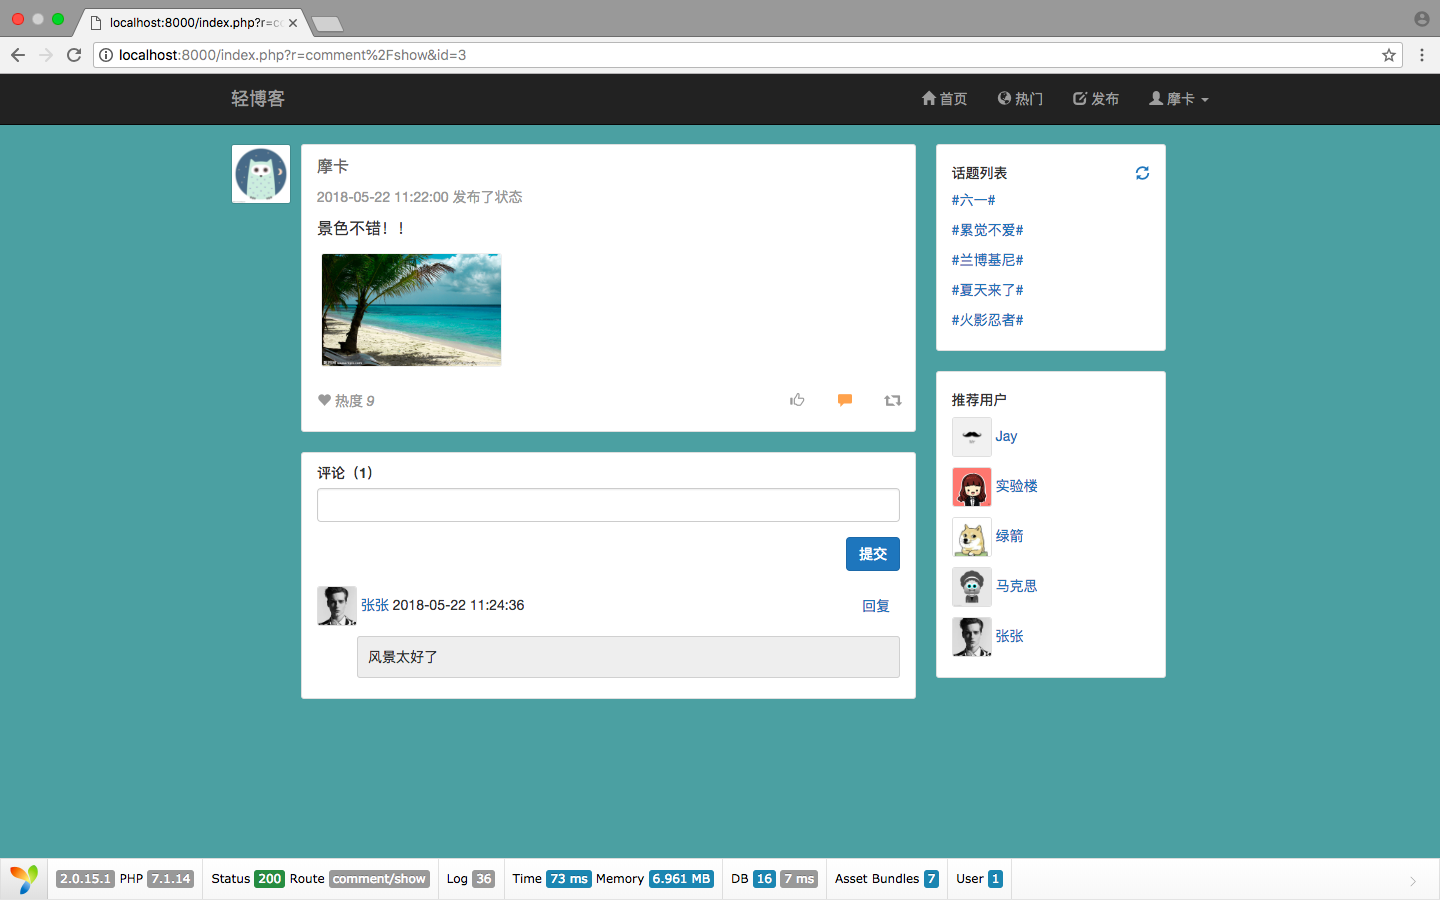 localhost:8000/index.php?r=co
localhost:8000/index.php?r=comment%2Fshow&id=3
轻博客
首页 热门 发布 摩卡
摩卡
2018-05-22 11:22:00 发布了状态
景色不错！！
热度 9
评论（1）
提交
张张 2018-05-22 11:24:36 回复
风景太好了
话题列表
#六一#
#累觉不爱#
#兰博基尼#
#夏天来了#
#火影忍者#
推荐用户
Jay
实验楼
绿箭
马克思
张张
2.0.15.1 PHP 7.1.14 Status 200 Route comment/show Log 36 Time 73 ms Memory 6.961 MB DB 16 7 ms Asset Bundles 7 User 1